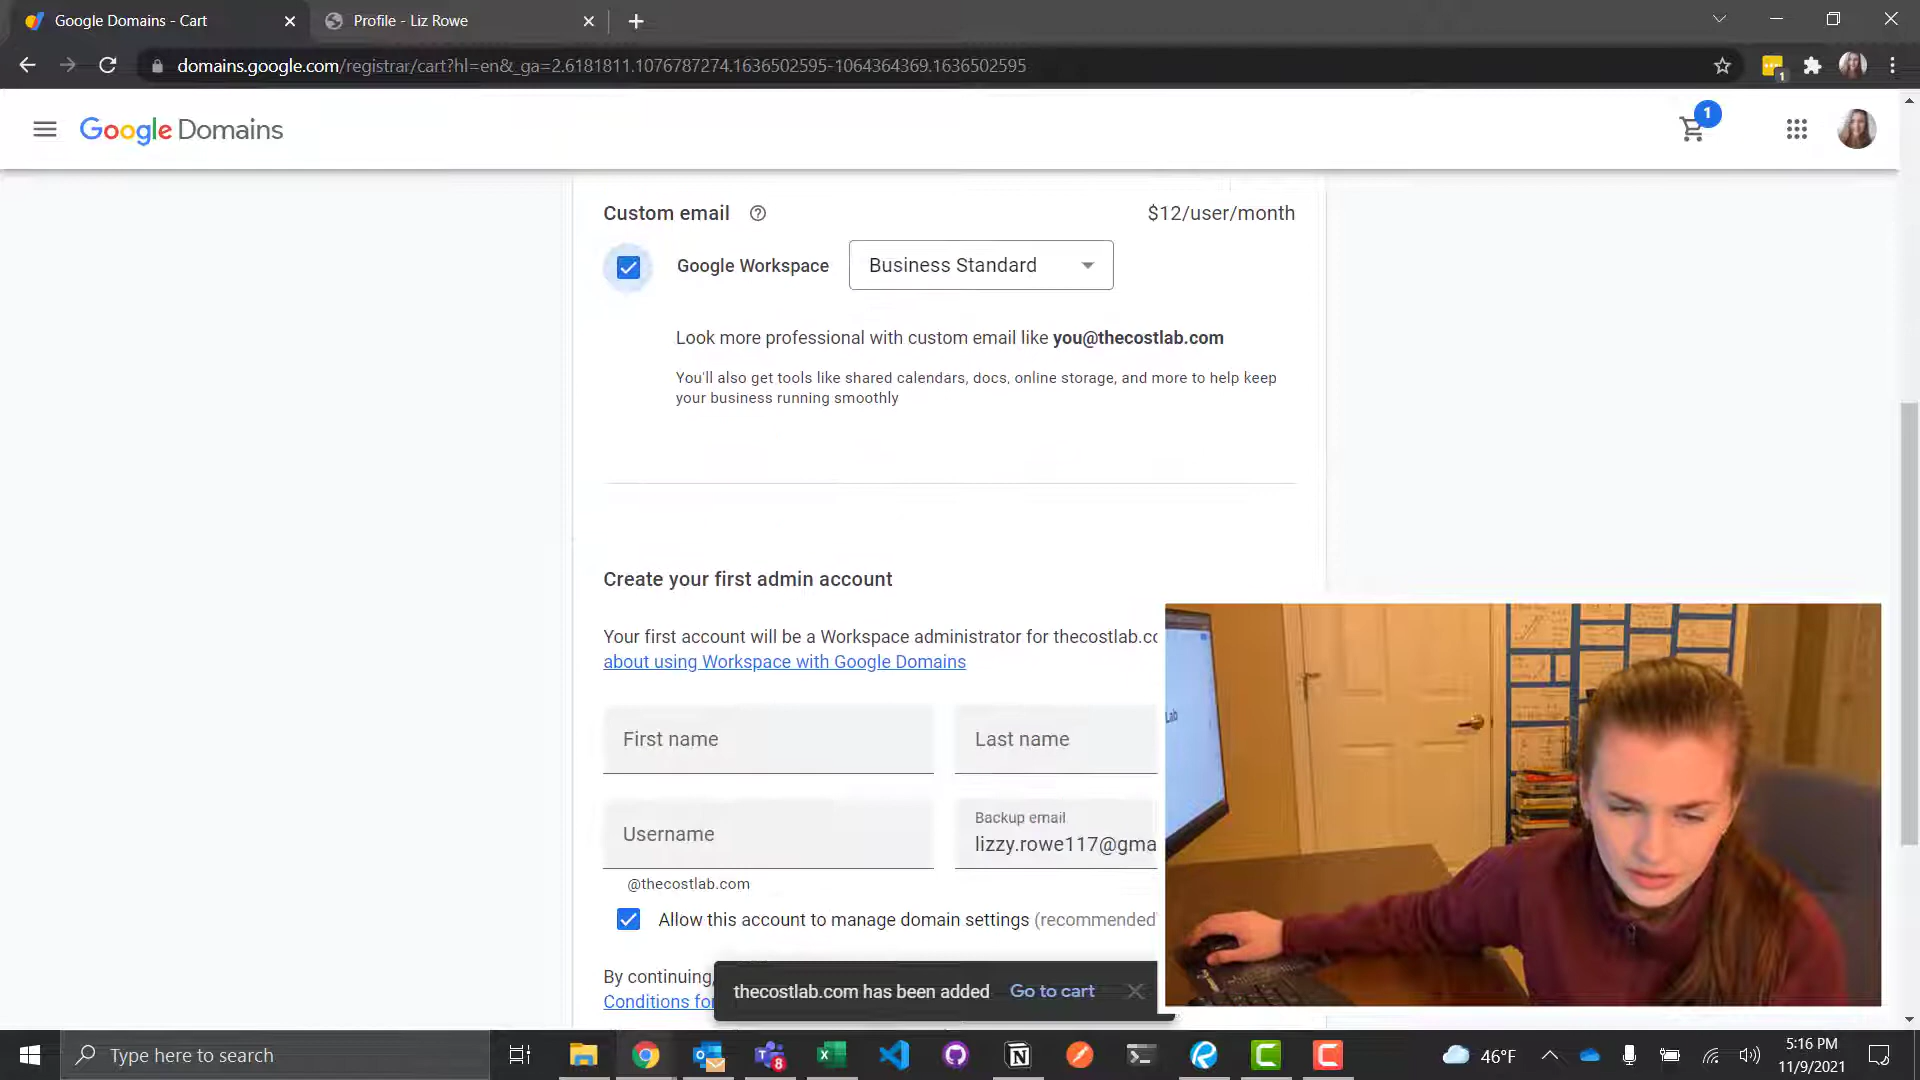 Google Domains - Cart
Profile - Liz Rowe
domains.google.com/registrar/cart?hl=en&_ga=2.6181811.1076787274.1636502595-1064364369.1636502595
1
Google Domains
1
Custom email
$12/user/month
Google Workspace
Business Standard
Look more professional with custom email like you@thecostlab.com
You'll also get tools like shared calendars, docs, online storage, and more to help keep
your business running smoothly
Create your first admin account
Your first account will be a Workspace administrator for thecostlab.co
about using Workspace with Google Domains
First name
Last name
Username
Backup email
lizzy.rowe117@gma
@thecostlab.com
Allow this account to manage domain settings (recommended
By continuing,
Conditions for
thecostlab.com has been added
Go to cart
Lab
Type here to search
8
46°F
5:16 PM
11/9/2021